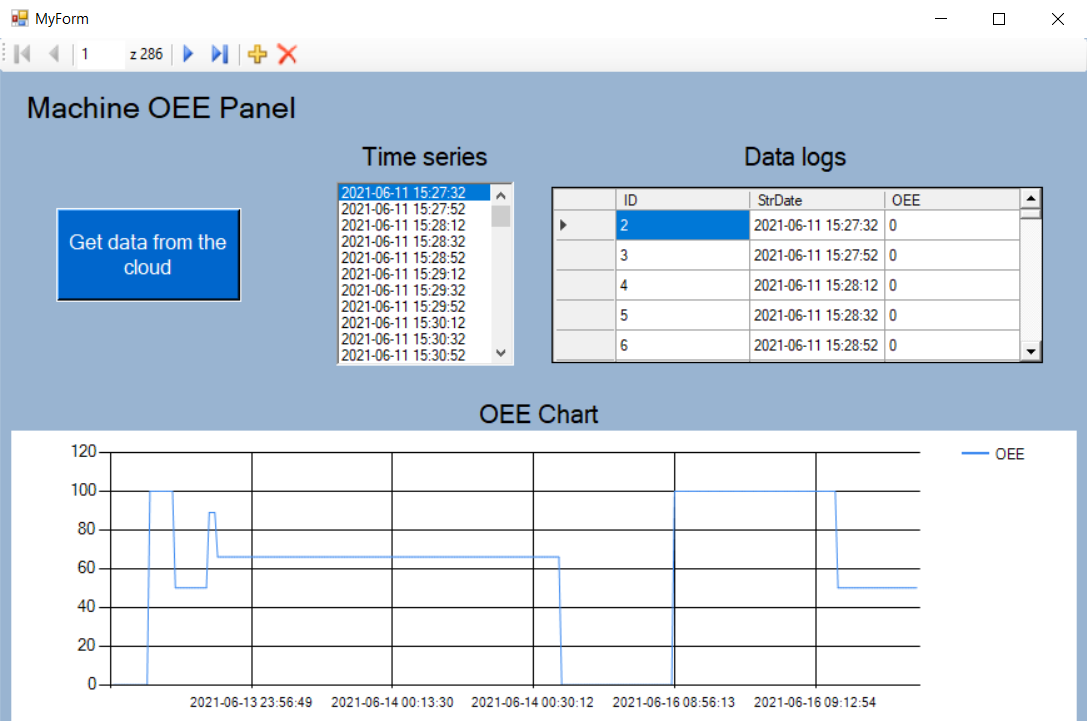 MyForm
1 z 286
Machine OEE Panel
Time series
Data logs
Get data from the
cloud
2021-06-11 15:27:32
2021-06-11 15:27:52
2021-06-11 15:28:12
2021-06-11 15:28:32
2021-06-11 15:28:52
2021-06-11 15:29:12
2021-06-11 15:29:32
2021-06-11 15:29:52
2021-06-11 15:30:12
2021-06-11 15:30:32
2021-06-11 15:30:52
ID StrDate OEE
2 2021-06-11 15:27:32 0
3 2021-06-11 15:27:52 0
4 2021-06-11 15:28:12 0
5 2021-06-11 15:28:32 0
6 2021-06-11 15:28:52 0
OEE Chart
120
100
80
60
40
20
0
OEE
2021-06-13 23:56:49 2021-06-14 00:13:30 2021-06-14 00:30:12 2021-06-16 08:56:13 2021-06-16 09:12:54